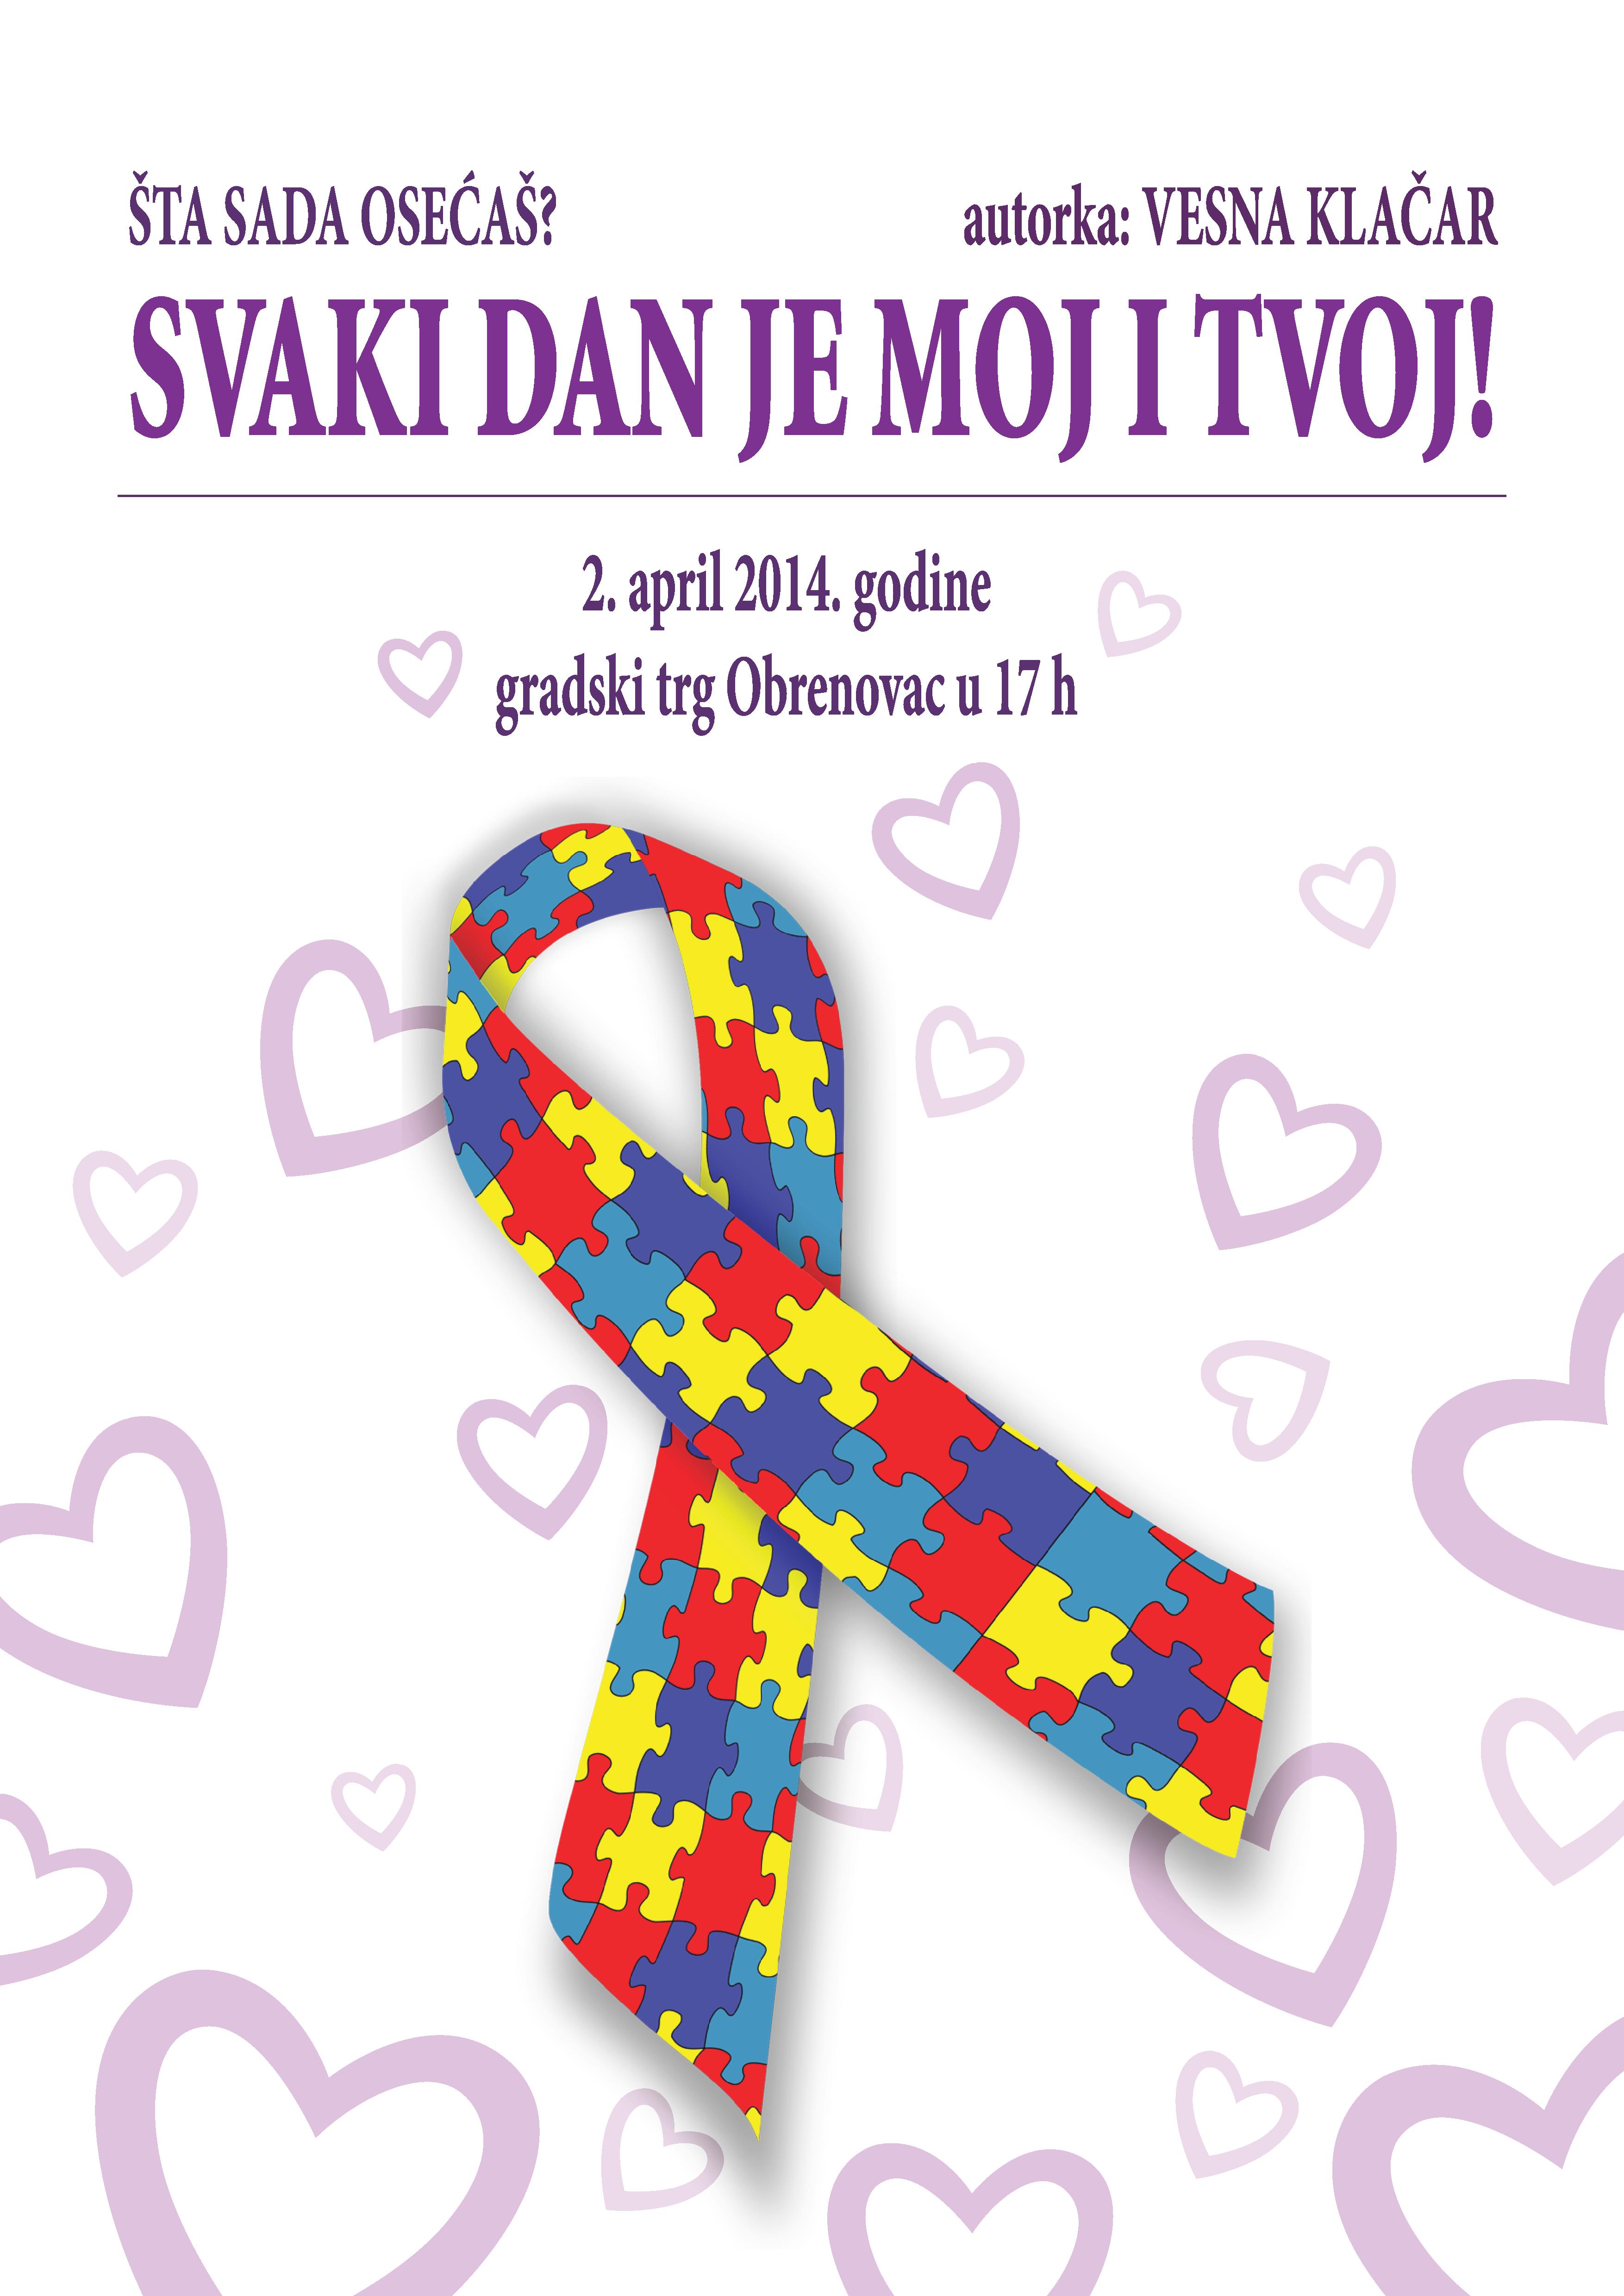 ŠTA SADA OSEĆAŠ?
autorka: VESNA KLAČAR
SVAKI DAN JE MOJ I TVOJ!
2. april 2014. godine
gradski trg Obrenovac u 17 h